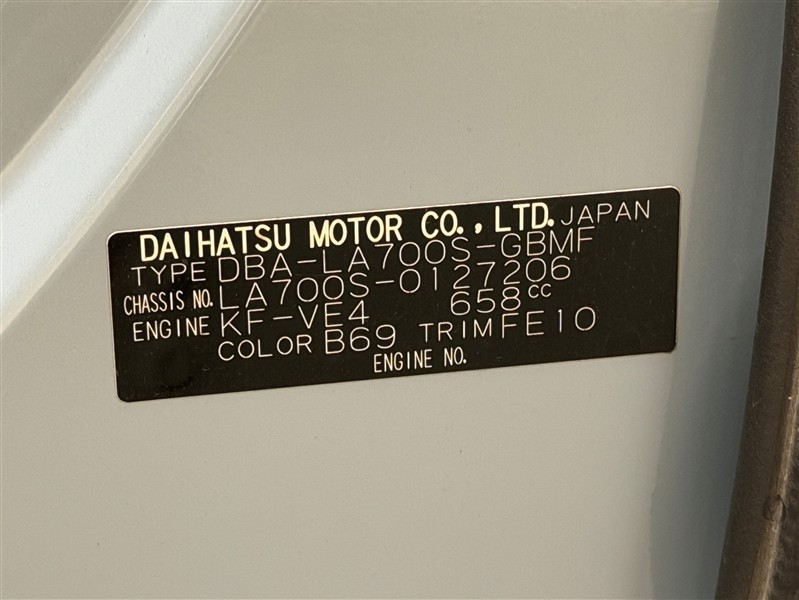 DAIHATSU MOTOR CO., LTD. JAPAN
TYPE DBA-LA700S-GBMF
CHASSIS NO. LA700S-0127206
ENGINE KF-VE4 658cc
COLOR B69 TRIM FE10
ENGINE NO.